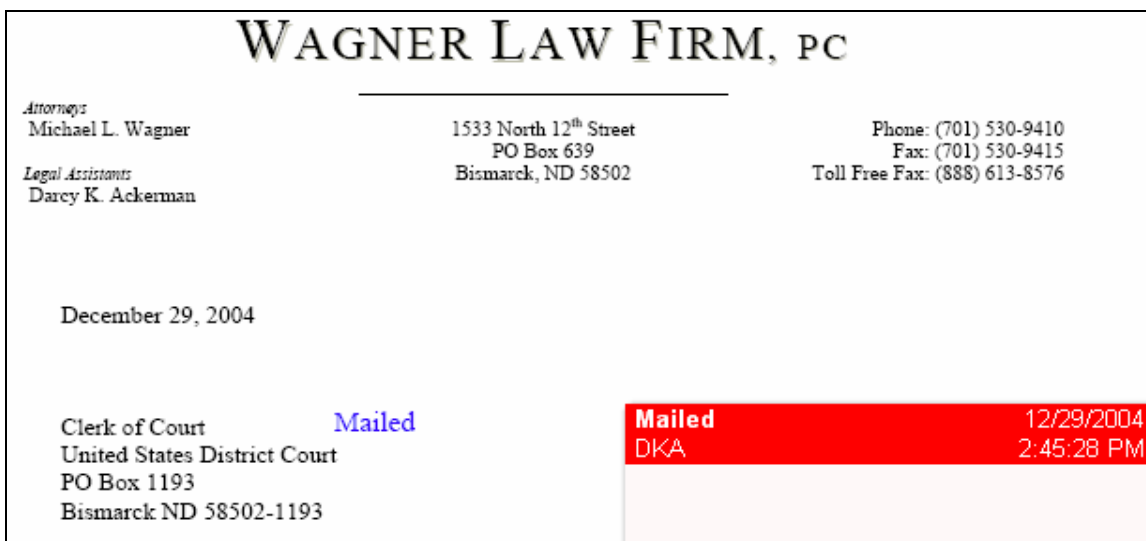 WAGNER LAW FIRM, PC
Attorneys
Michael L. Wagner
Legal Assistants
Darcy K. Ackerman
1533 North 12th Street
PO Box 639
Bismarck, ND 58502
Phone: (701) 530-9410
Fax: (701) 530-9415
Toll Free Fax: (888) 613-8576
December 29, 2004
Clerk of Court
United States District Court
PO Box 1193
Bismarck ND 58502-1193
Mailed
Mailed 12/29/2004
DKA 2:45:28 PM